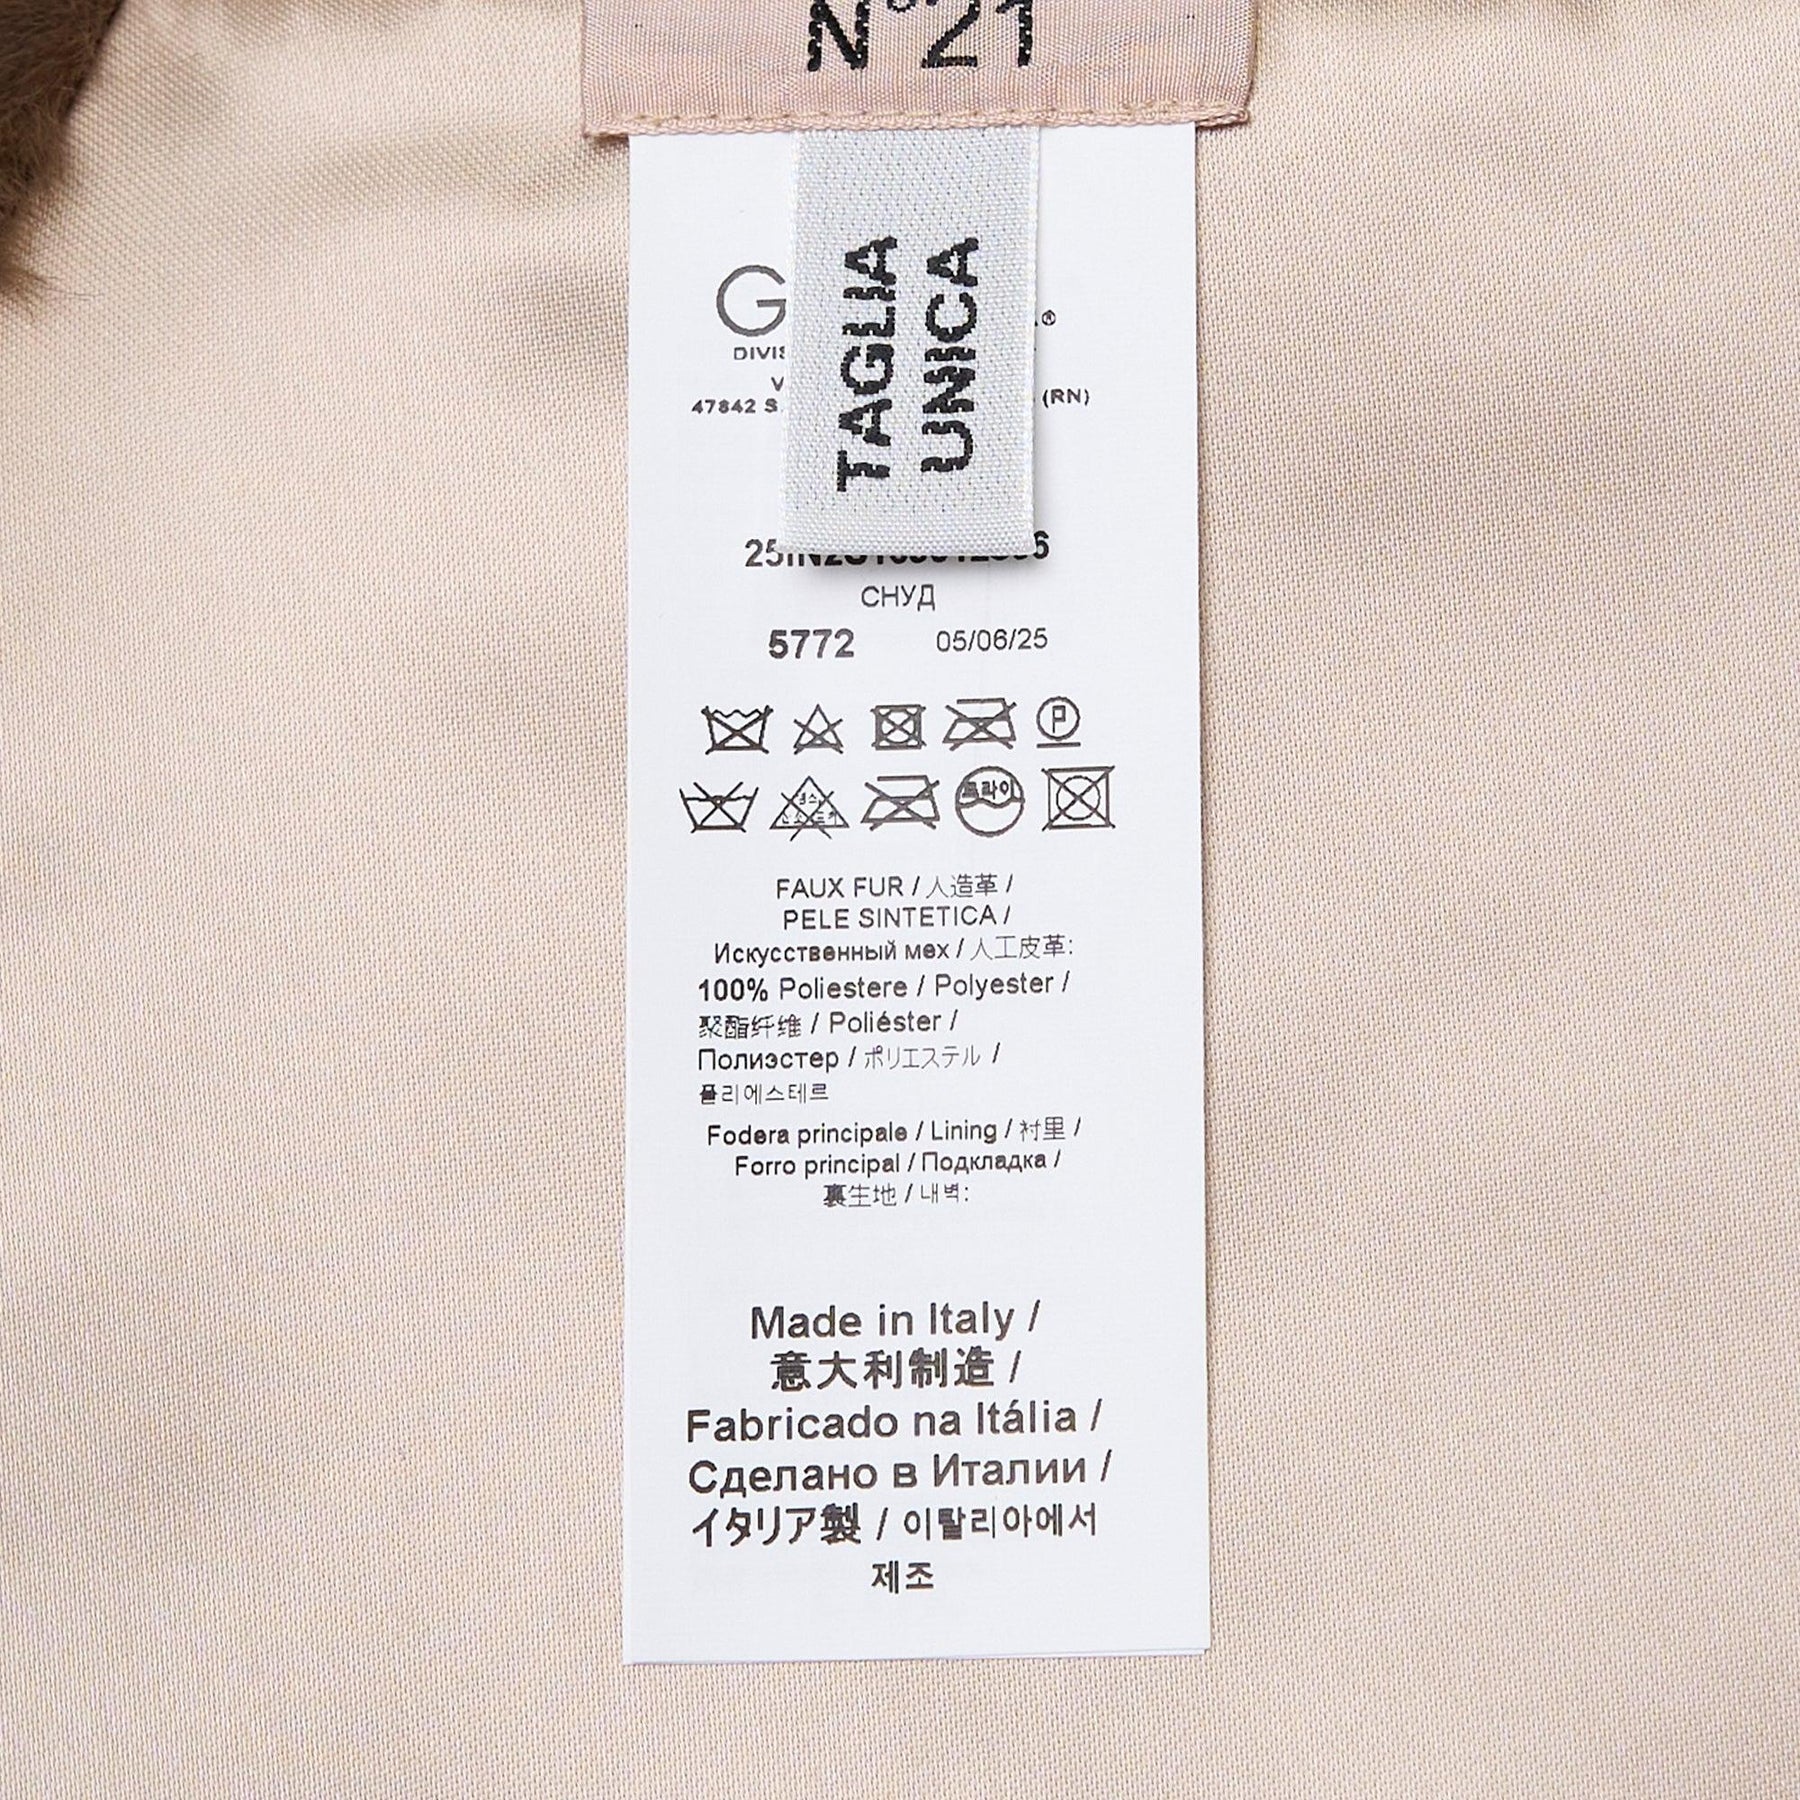 N°21
TAGLIA
UNICA
47842
(RN)
СНУД
5772 05/06/25
드라이
FAUX FUR / 人造革 /
PELE SINTETICA /
Искусственный мех / 人工皮革:
100% Poliestere / Polyester /
聚酯纤维 / Poliéster /
Полиэстер / ポリエステル /
폴리에스테르
Fodera principale / Lining / 衬里 /
Forro principal / Подкладка /
裏生地 / 내벽:
Made in Italy /
意大利制造 /
Fabricado na Itália /
Сделано в Италии /
イタリア製 / 이탈리아에서
제조